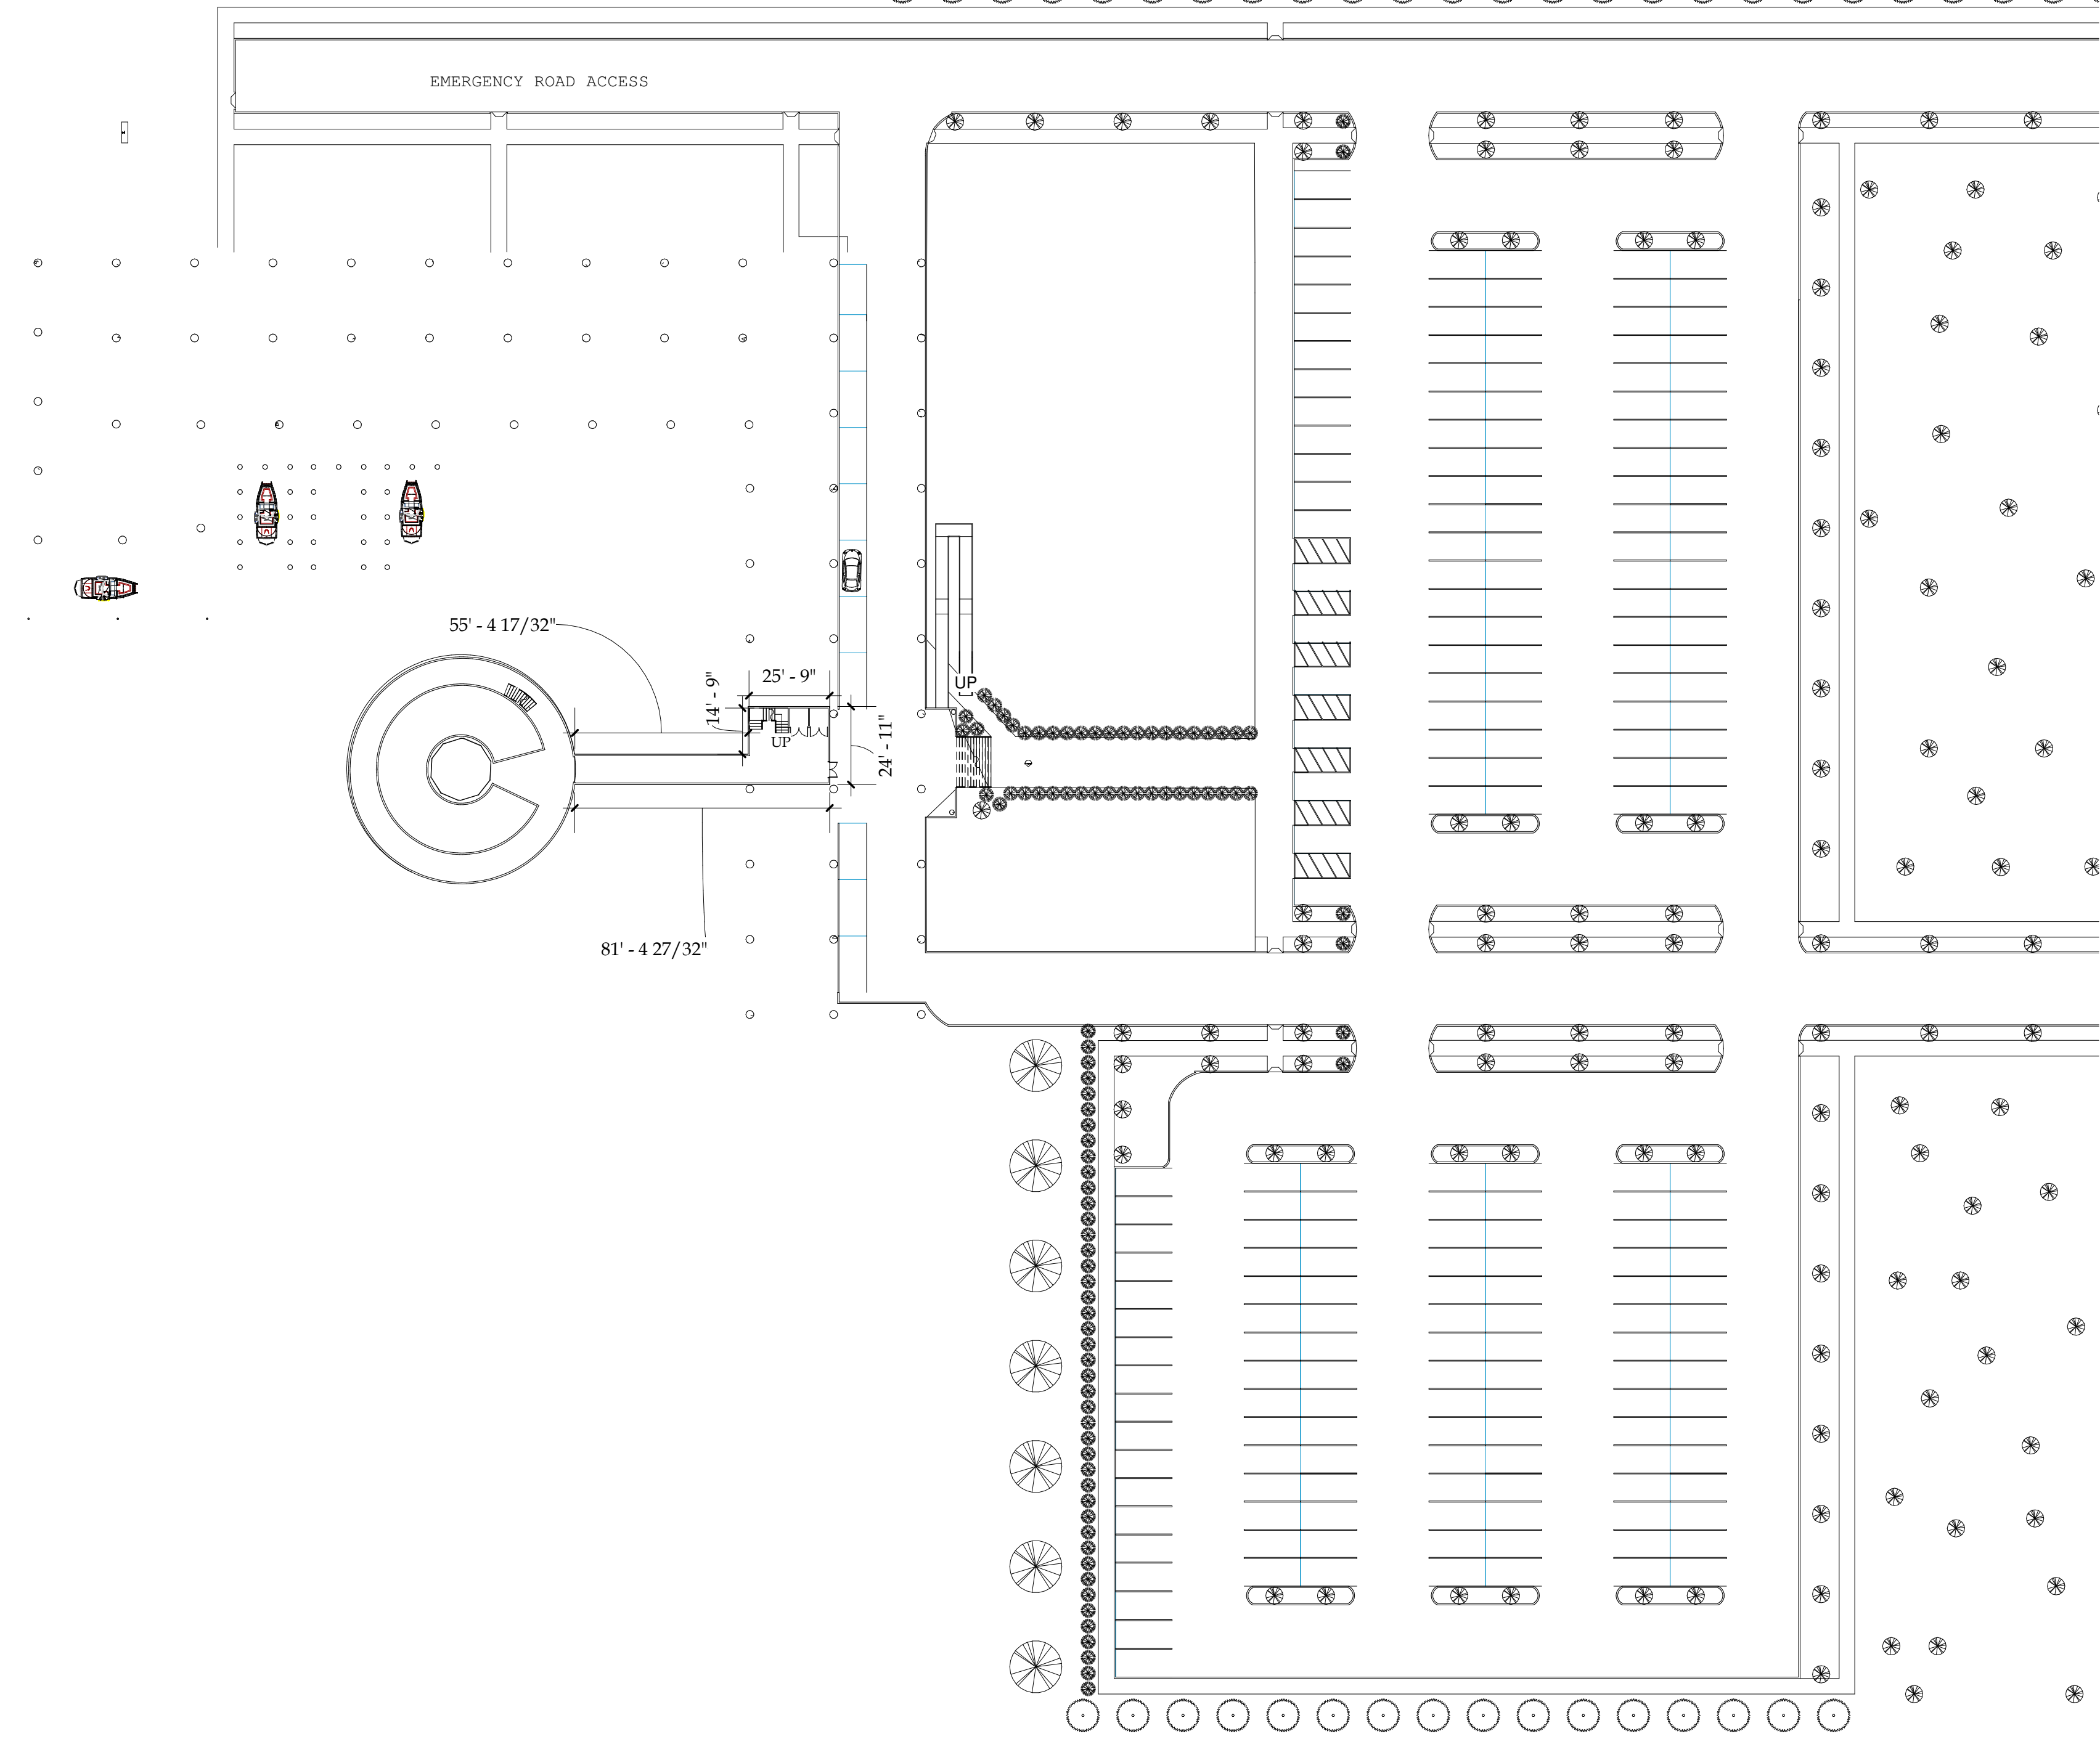 EMERGENCY ROAD ACCESS
55' - 4 17/32"
14' - 9"
25' - 9"
UP
UP
24' - 11"
81' - 4 27/32"